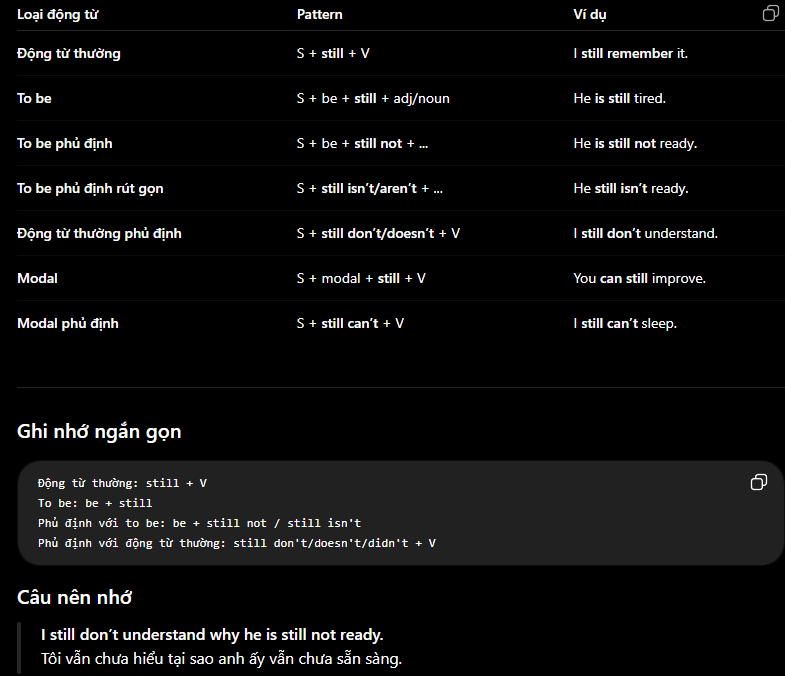 Loại động từ Pattern Ví dụ
Động từ thường S + still + V I still remember it.
To be S + be + still + adj/noun He is still tired.
To be phủ định S + be + still not + ... He is still not ready.
To be phủ định rút gọn S + still isn’t/aren’t + ... He still isn’t ready.
Động từ thường phủ định S + still don’t/doesn’t + V I still don’t understand.
Modal S + modal + still + V You can still improve.
Modal phủ định S + still can’t + V I still can’t sleep.
Ghi nhớ ngắn gọn
Động từ thường: still + V
To be: be + still
Phủ định với to be: be + still not / still isn't
Phủ định với động từ thường: still don't/doesn't/didn't + V
Câu nên nhớ
I still don’t understand why he is still not ready.
Tôi vẫn chưa hiểu tại sao anh ấy vẫn chưa sẵn sàng.